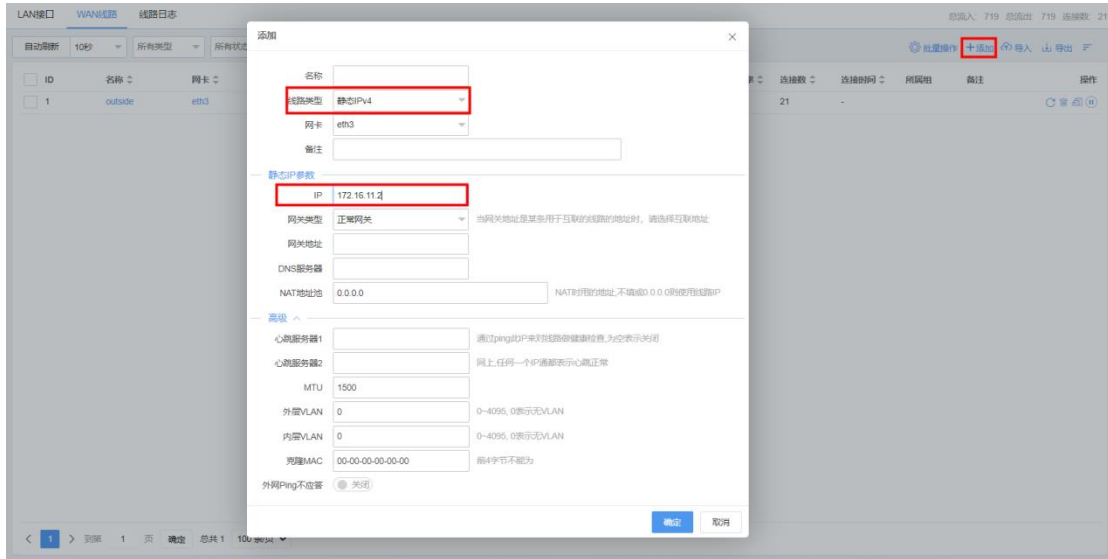 LAN接口 WAN线路 线路日志 总流入: 719 总流出: 719 连接数: 21
自动刷新 10秒 所有类型 所有状态 批量操作 +添加 导入 导出
添加
ID 名称 网卡 连接数 连接时间 所属组 备注 操作
1 outside eth3 21 -
名称
线路类型 静态IPv4
网卡 eth3
备注
静态IP参数
IP 172.16.11.2
网关类型 正常网关 当网关地址是某些用于互联的线路的地址时，请选择互联地址
网关地址
DNS服务器
NAT地址池 0.0.0.0 NAT时用的地址,不填或0.0.0.0则使用线路IP
高级
心跳服务器1 通过ping此IP来对线路做健康检查,为空表示关闭
心跳服务器2 同上,任何一个IP通都表示心跳正常
MTU 1500
外层VLAN 0 0~4095, 0表示无VLAN
内层VLAN 0 0~4095, 0表示无VLAN
克隆MAC 00-00-00-00-00-00 前4字节不能为
外网Ping不应答 关闭
确定 取消
1 到第 1 页 确定 总共 1 100 条/页